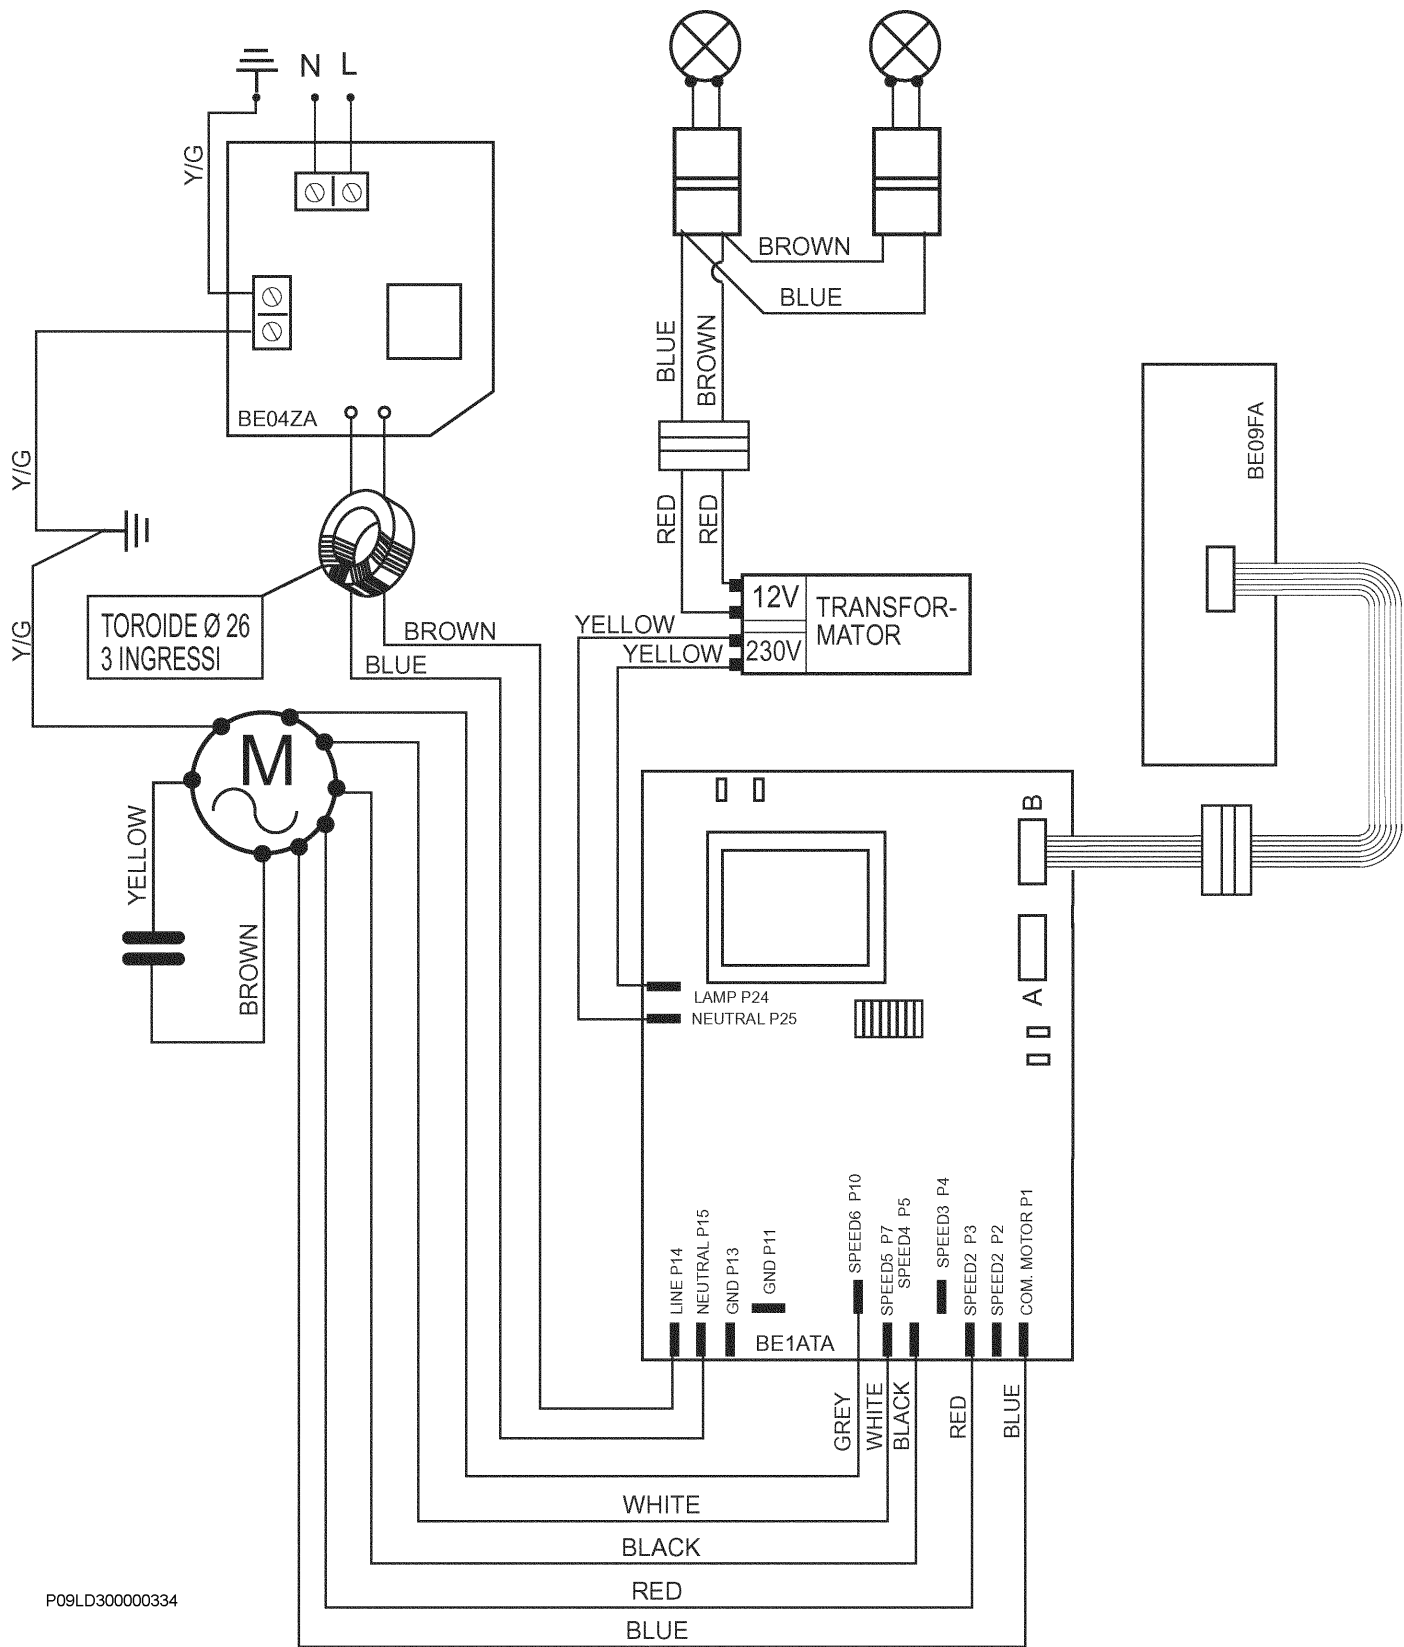 N L
Y/G
BE04ZA
Y/G
Y/G
TOROIDE Ø 26
3 INGRESSI
BROWN
BLUE
BROWN
BLUE
BLUE
BROWN
RED
RED
12V
230V
TRANSFOR-
MATOR
YELLOW
YELLOW
BE09FA
M
YELLOW
BROWN
B
A
LAMP P24
NEUTRAL P25
LINE P14
NEUTRAL P15
GND P13
GND P11
SPEED6 P10
SPEED5 P7
SPEED4 P5
SPEED3 P4
SPEED2 P3
SPEED2 P2
COM. MOTOR P1
BE1ATA
GREY
WHITE
BLACK
RED
BLUE
WHITE
BLACK
RED
BLUE
P09LD300000334